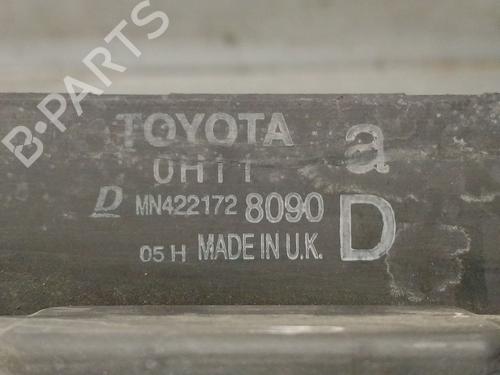 B-PARTS
TOYOTA a
0H11
D MN422172 8090 D
05 H MADE IN U.K.